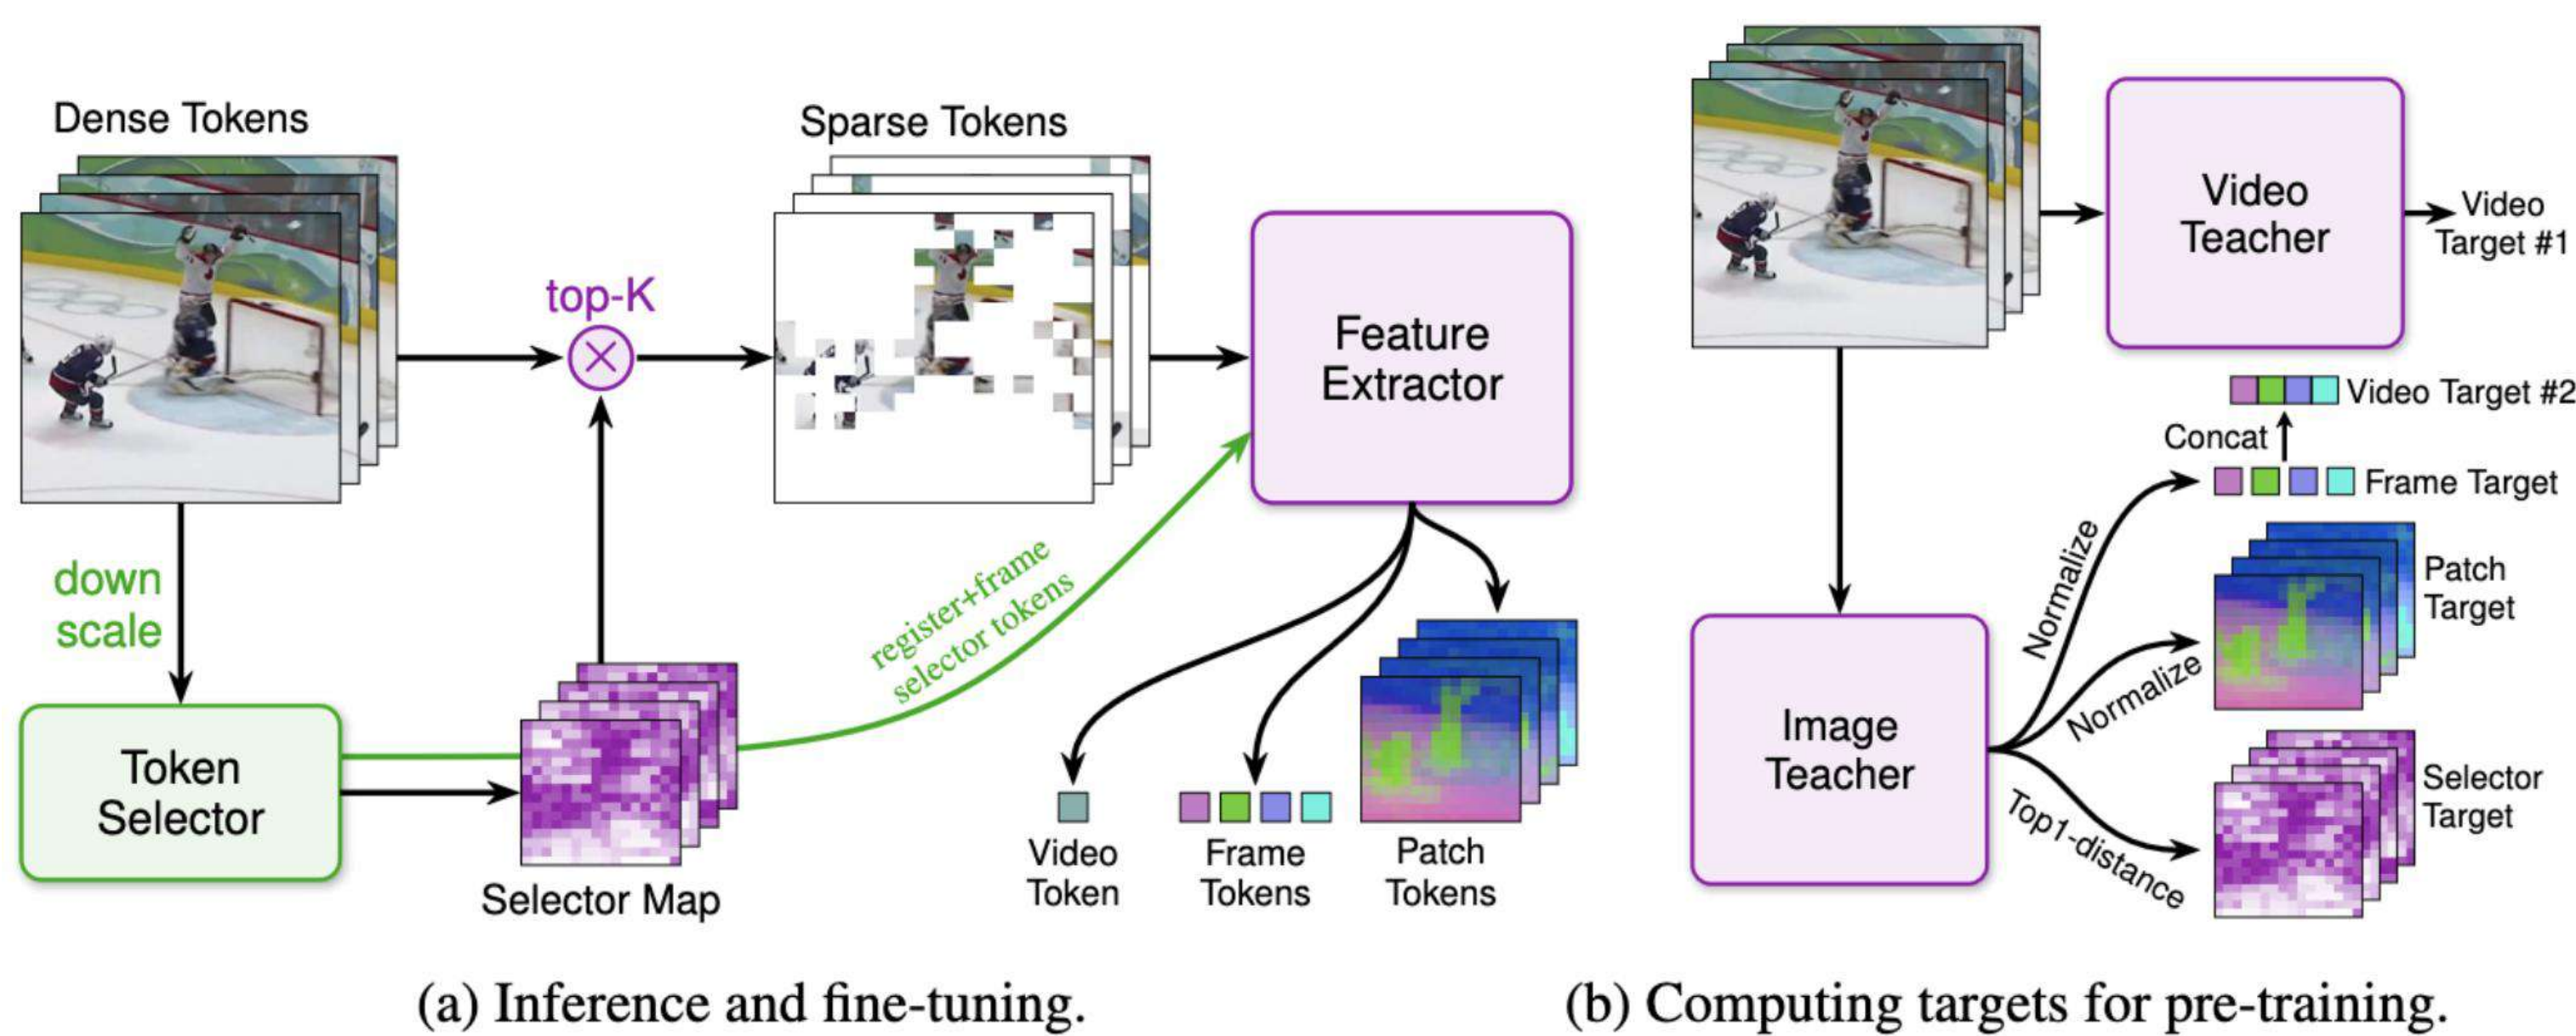 Dense Tokens
Sparse Tokens
top-K
down
scale
Token
Selector
Selector Map
register+frame
selector tokens
Feature
Extractor
Video
Token
Frame
Tokens
Patch
Tokens
(a) Inference and fine-tuning.
Video
Teacher
Video
Target #1
Video Target #2
Concat
Frame Target
Normalize
Patch
Target
Normalize
Image
Teacher
Top1-distance
Selector
Target
(b) Computing targets for pre-training.